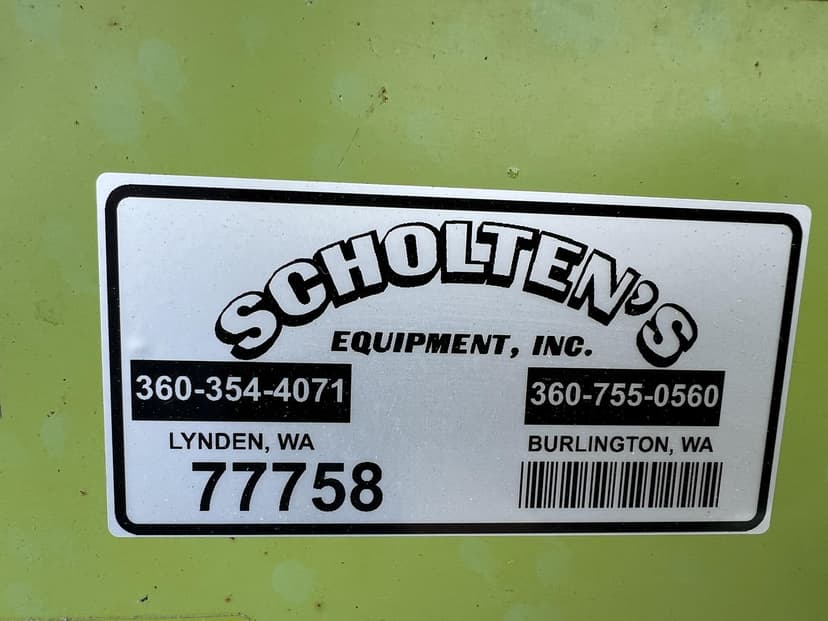 SCHOLTEN'S
EQUIPMENT, INC.
360-354-4071
360-755-0560
LYNDEN, WA
BURLINGTON, WA
77758